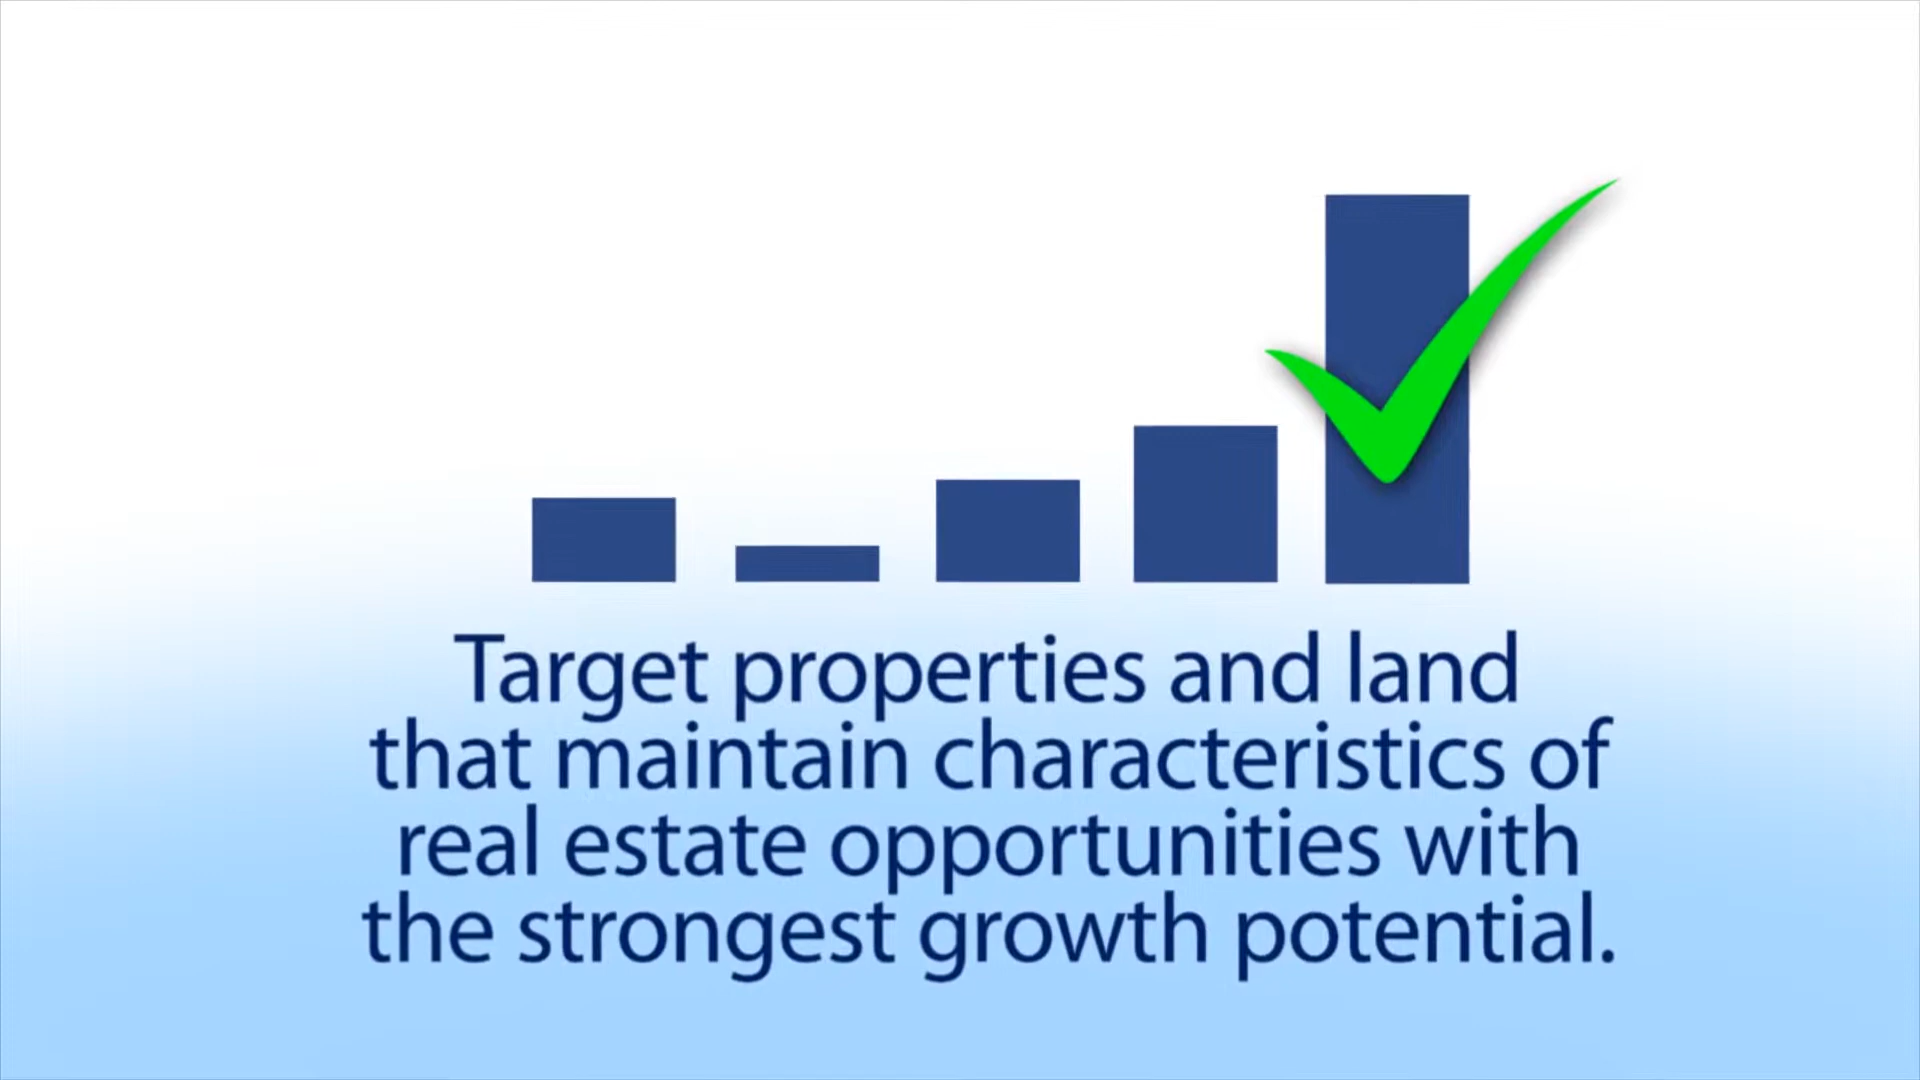 Target properties and land
that maintain characteristics of
real estate opportunities with
the strongest growth potential.